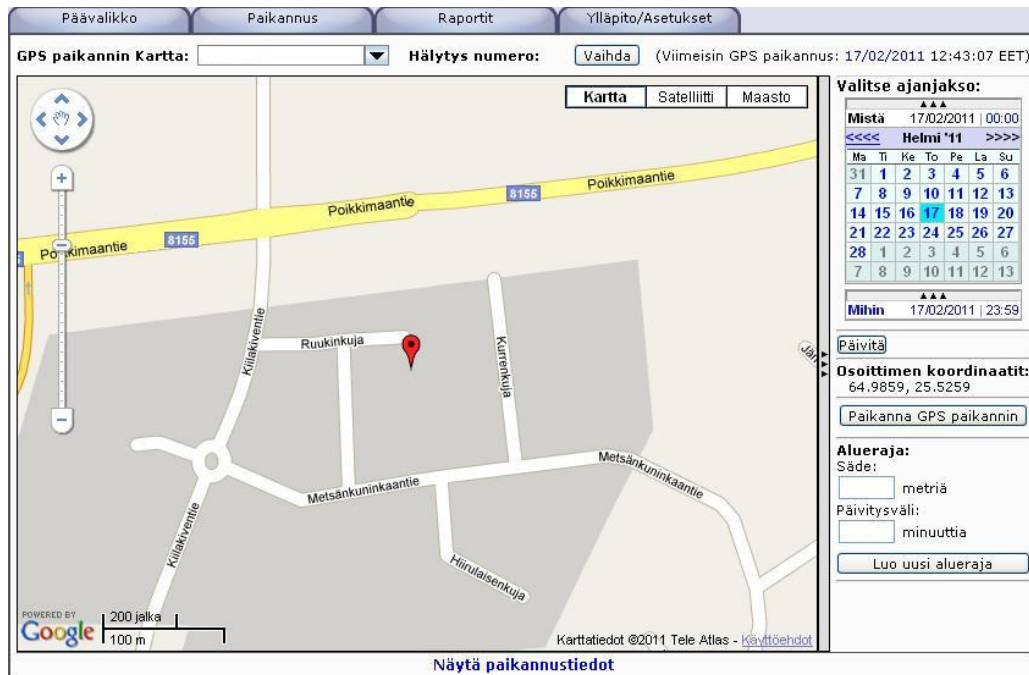 Päävalikko Paikannus Raportit Ylläpito/Asetukset
GPS paikannin Kartta: Hälytys numero: Vaihda (Viimeisin GPS paikannus: 17/02/2011 12:43:07 EET)
Kartta Satelliitti Maasto
Poikkimaantie
8155
Poikkimaantie
8155
Poikkimaantie
Kiilakiventie
Ruukinkuja
Kurrenkuja
Metsänkuninkaantie
Metsänkuninkaantie
Kiilakiventie
Hiirulaisenkuja
POWERED BY
Google
200 jalka
100 m
Karttatiedot ©2011 Tele Atlas - Käyttöehdot
Valitse ajanjakso:
Mistä 17/02/2011 | 00:00
<<<< Helmi '11 >>>>
Ma Ti Ke To Pe La Su
31 1 2 3 4 5 6
7 8 9 10 11 12 13
14 15 16 17 18 19 20
21 22 23 24 25 26 27
28 1 2 3 4 5 6
7 8 9 10 11 12 13
Mihin 17/02/2011 | 23:59
Päivitä
Osoittimen koordinaatit:
64.9859, 25.5259
Paikanna GPS paikannin
Alueraja:
Säde:
metriä
Päivitysväli:
minuuttia
Luo uusi alueraja
Näytä paikannustiedot